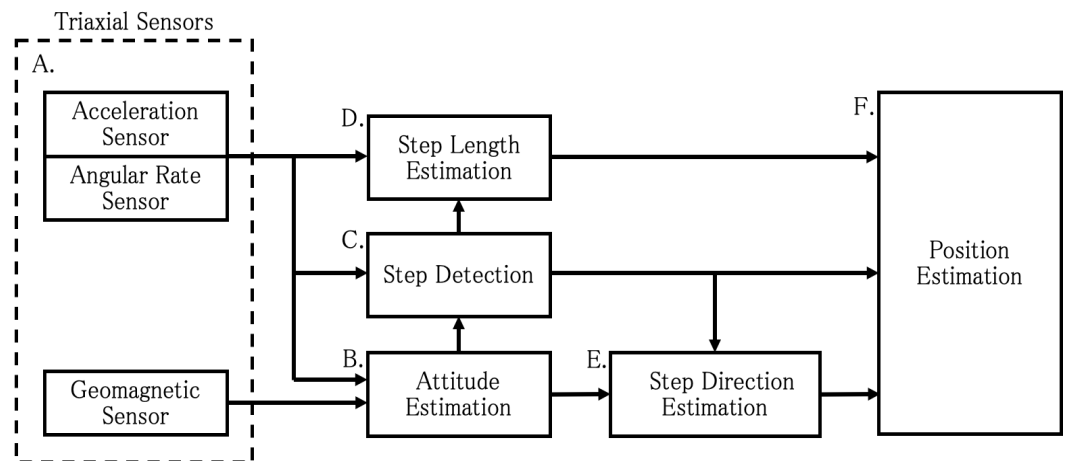 Triaxial Sensors
A.
Acceleration
Sensor
Angular Rate
Sensor
Geomagnetic
Sensor
D.
Step Length
Estimation
C.
Step Detection
B.
Attitude
Estimation
E.
Step Direction
Estimation
F.
Position
Estimation